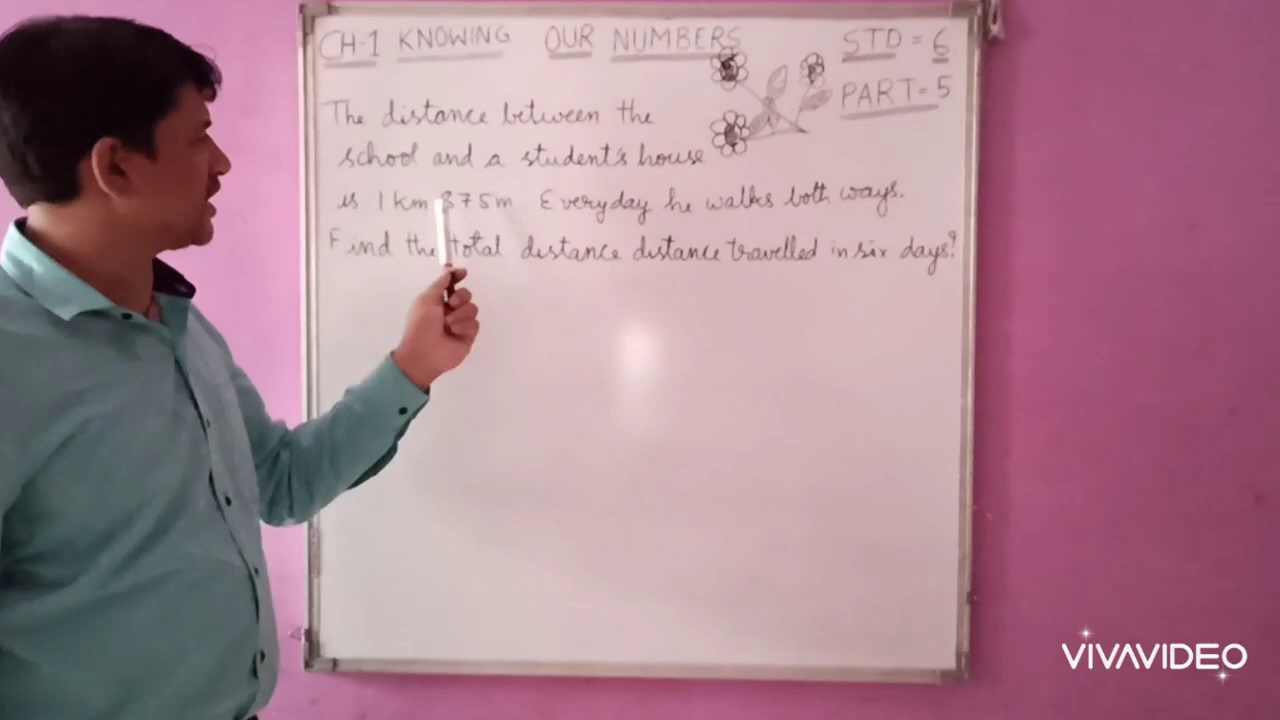 CH-1 KNOWING OUR NUMBERS STD = 6
PART-5
The distance between the
school and a student's house
is 1 km 875m Everyday he walks both ways.
Find the total distance distance travelled in six days?
VIVAVIDEO